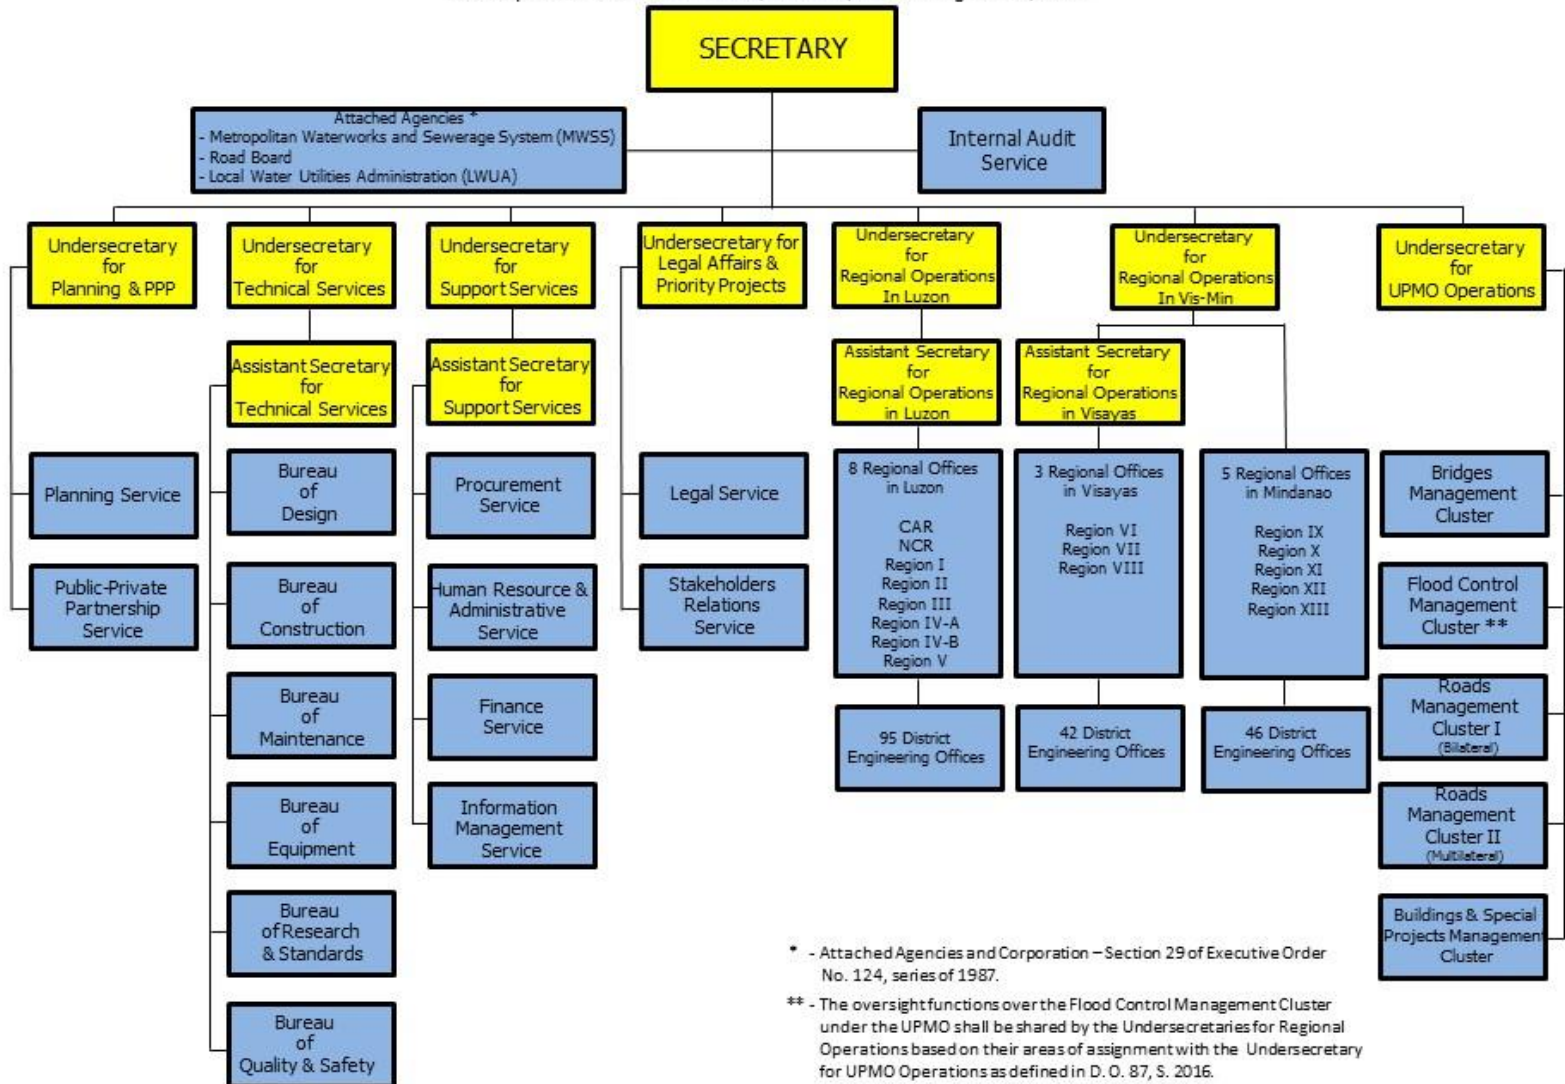 SECRETARY
Attached Agencies *
- Metropolitan Waterworks and Sewerage System (MWSS)
- Road Board
- Local Water Utilities Administration (LWUA)
Internal Audit
Service
Undersecretary
for
Planning & PPP
Undersecretary
for
Technical Services
Undersecretary
for
Support Services
Undersecretary for
Legal Affairs &
Priority Projects
Undersecretary
for
Regional Operations
In Luzon
Undersecretary
for
Regional Operations
In Vis-Min
Undersecretary
for
UPMO Operations
Assistant Secretary
for
Technical Services
Assistant Secretary
for
Support Services
Assistant Secretary
for
Regional Operations
in Luzon
Assistant Secretary
for
Regional Operations
in Visayas
Planning Service
Public-Private
Partnership
Service
Bureau
of
Design
Bureau
of
Construction
Bureau
of
Maintenance
Bureau
of
Equipment
Bureau
of Research
& Standards
Bureau
of
Quality & Safety
Procurement
Service
Human Resource &
Administrative
Service
Finance
Service
Information
Management
Service
Legal Service
Stakeholders
Relations
Service
8 Regional Offices
in Luzon
CAR
NCR
Region I
Region II
Region III
Region IV-A
Region IV-B
Region V
95 District
Engineering Offices
3 Regional Offices
in Visayas
Region VI
Region VII
Region VIII
42 District
Engineering Offices
5 Regional Offices
in Mindanao
Region IX
Region X
Region XI
Region XII
Region XIII
46 District
Engineering Offices
Bridges
Management
Cluster
Flood Control
Management
Cluster **
Roads
Management
Cluster I
(Bilateral)
Roads
Management
Cluster II
(Multilateral)
Buildings & Special
Projects Management
Cluster
* - Attached Agencies and Corporation – Section 29 of Executive Order
No. 124, series of 1987.
** - The oversight functions over the Flood Control Management Cluster
under the UPMO shall be shared by the Undersecretaries for Regional
Operations based on their areas of assignment with the Undersecretary
for UPMO Operations as defined in D. O. 87, S. 2016.